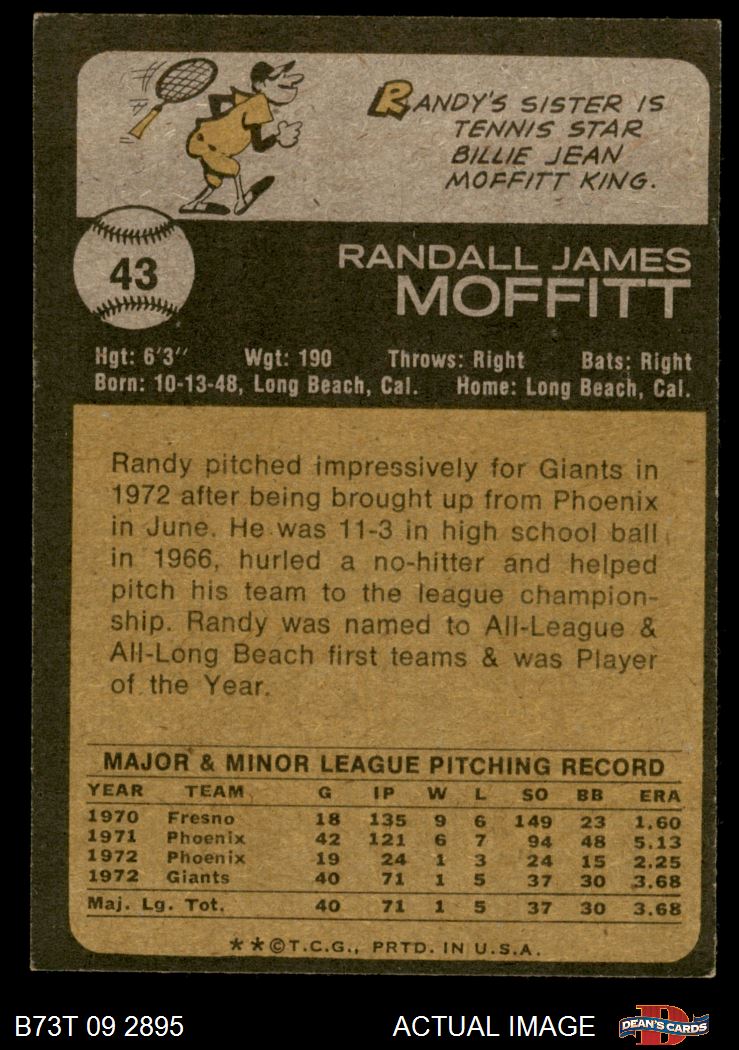 RANDY'S SISTER IS
TENNIS STAR
BILLIE JEAN
MOFFITT KING.
43
RANDALL JAMES
MOFFITT
Hgt: 6'3" Wgt: 190 Throws: Right Bats: Right
Born: 10-13-48, Long Beach, Cal. Home: Long Beach, Cal.
Randy pitched impressively for Giants in
1972 after being brought up from Phoenix
in June. He was 11-3 in high school ball
in 1966, hurled a no-hitter and helped
pitch his team to the league champion-
ship. Randy was named to All-League &
All-Long Beach first teams & was Player
of the Year.
MAJOR & MINOR LEAGUE PITCHING RECORD
YEAR TEAM G IP W L SO BB ERA
1970 Fresno 18 135 9 6 149 23 1.60
1971 Phoenix 42 121 6 7 94 48 5.13
1972 Phoenix 19 24 1 3 24 15 2.25
1972 Giants 40 71 1 5 37 30 3.68
Maj. Lg. Tot. 40 71 1 5 37 30 3.68
**©T.C.G., PRTD. IN U.S.A.
B73T 09 2895 ACTUAL IMAGE
D
DEAN'S CARDS